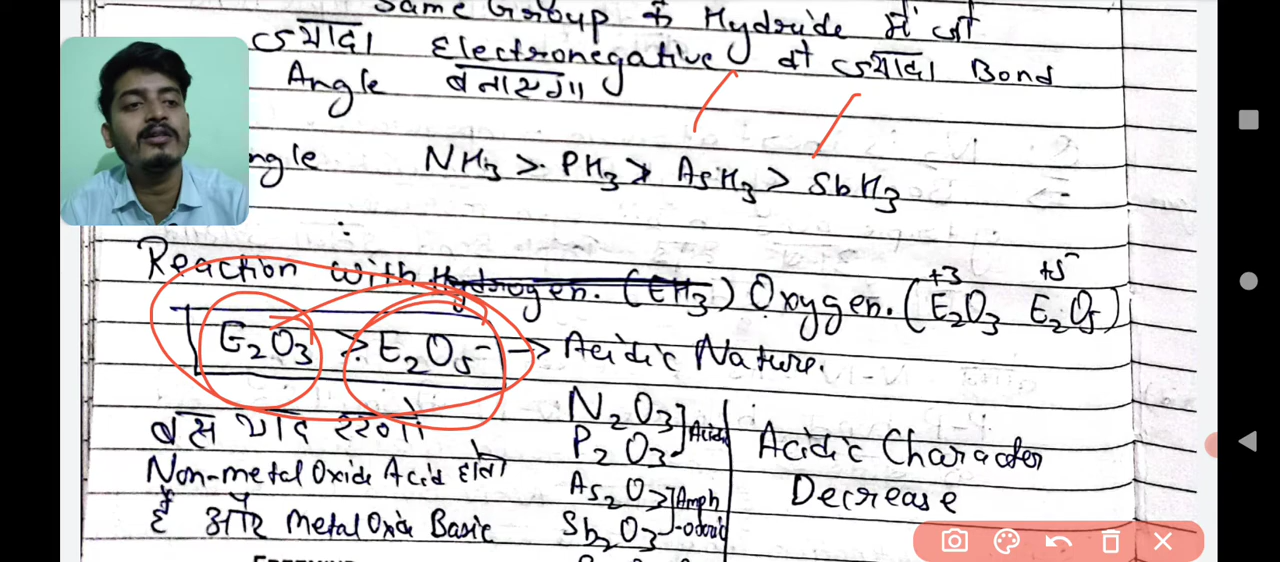 Same Group के Hydride में जो
ज्यादा Electronegative वो ज्यादा Bond
Angle बनाएगा
ngle NH3 > PH3 > AsH3 > SbH3
Reaction with Hydrogen. (EH3) Oxygen. (E2O3 E2O5)
+3 +5
E2O3 > E2O5 → Acidic Nature.
बस याद रखना N2O3 ] Acidic
P2O3 Acidic Character
Non-metal Oxide Acid होता As2O3 ] Amph Decrease
है और Metal Oxide Basic Sb2O3 -oteric